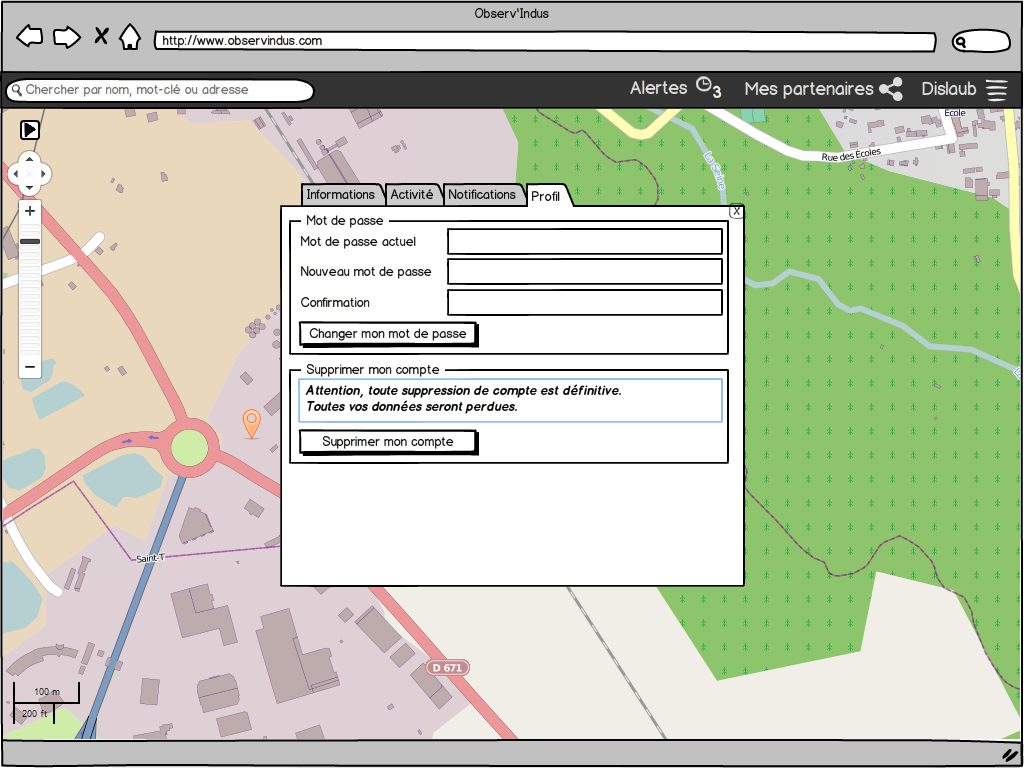 Observ'Indus
http://www.observindus.com
Chercher par nom, mot-clé ou adresse
Alertes 3
Mes partenaires
Dislaub
École
Rue des Écoles
La Seine
Informations
Activité
Notifications
Profil
X
Mot de passe
Mot de passe actuel
Nouveau mot de passe
Confirmation
Changer mon mot de passe
Supprimer mon compte
Attention, toute suppression de compte est définitive.
Toutes vos données seront perdues.
Supprimer mon compte
+
−
Saint-T
D 671
100 m
200 ft